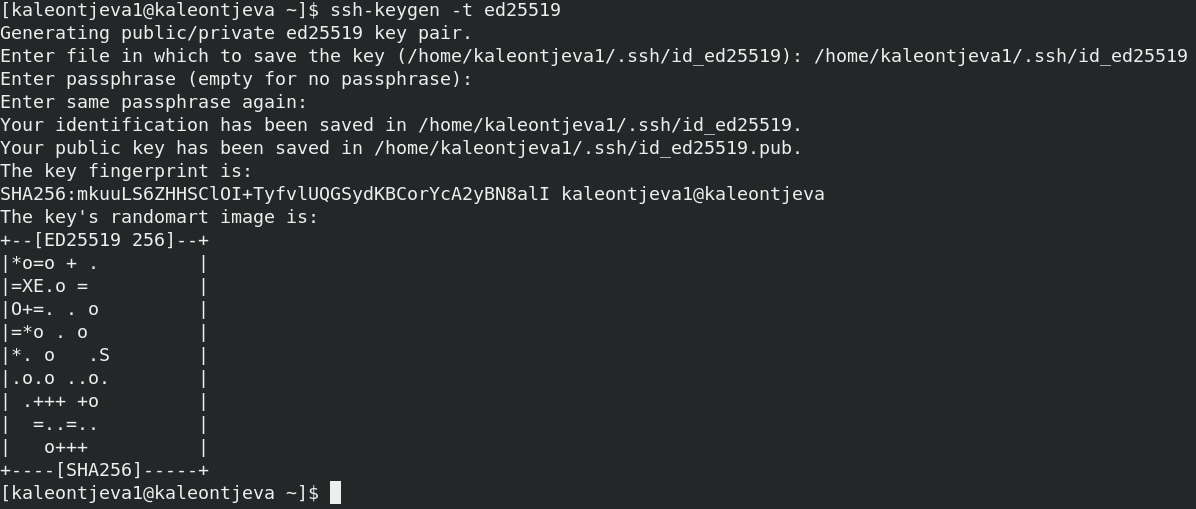 [kaleontjeva1@kaleontjeva ~]$ ssh-keygen -t ed25519
Generating public/private ed25519 key pair.
Enter file in which to save the key (/home/kaleontjeva1/.ssh/id_ed25519): /home/kaleontjeva1/.ssh/id_ed25519
Enter passphrase (empty for no passphrase):
Enter same passphrase again:
Your identification has been saved in /home/kaleontjeva1/.ssh/id_ed25519.
Your public key has been saved in /home/kaleontjeva1/.ssh/id_ed25519.pub.
The key fingerprint is:
SHA256:mkuuLS6ZHHSClOI+TyfvlUQGSydKBCorYcA2yBN8alI kaleontjeva1@kaleontjeva
The key's randomart image is:
+--[ED25519 256]--+
|*o=o + .         |
|=XE.o =          |
|O+=. . o         |
|=*o . o          |
|*. o   .S        |
|.o.o ..o.        |
| .+++ +o         |
|  =..=..         |
|   o+++          |
+----[SHA256]-----+
[kaleontjeva1@kaleontjeva ~]$